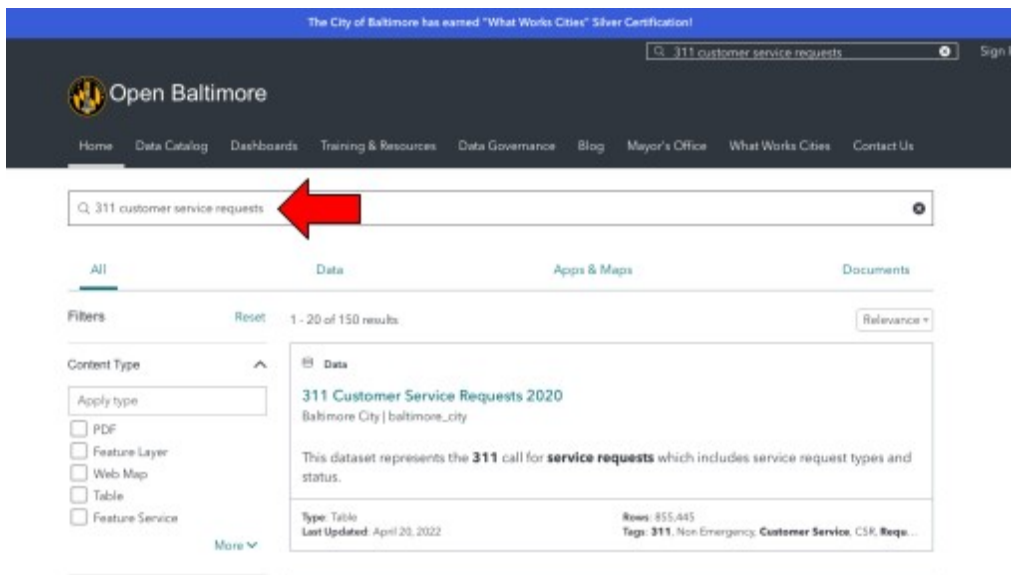 The City of Baltimore has earned "What Works Cities" Silver Certification!
311 customer service requests
Sign
Open Baltimore
Home Data Catalog Dashboards Training & Resources Data Governance Blog Mayor's Office What Works Cities Contact Us
311 customer service requests
All Data Apps & Maps Documents
Filters Reset 1 - 20 of 150 results Relevance
Content Type Data
Apply type 311 Customer Service Requests 2020
Baltimore City | baltimore_city
PDF
Feature Layer This dataset represents the 311 call for service requests which includes service request types and
Web Map status.
Table
Feature Service Type: Table Rows: 855,445
Last Updated: April 20, 2022 Tags: 311, Non Emergency, Customer Service, CSR, Requ...
More